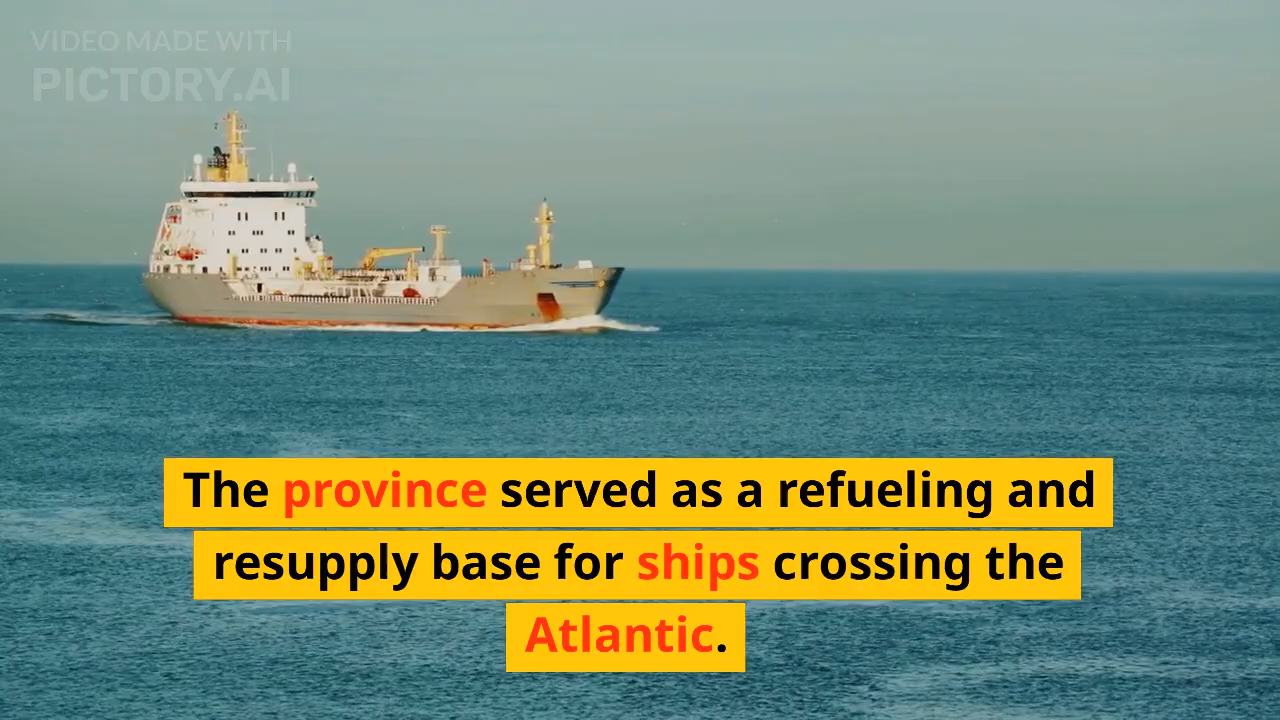 VIDEO MADE WITH
PICTORY.AI
The province served as a refueling and
resupply base for ships crossing the
Atlantic.